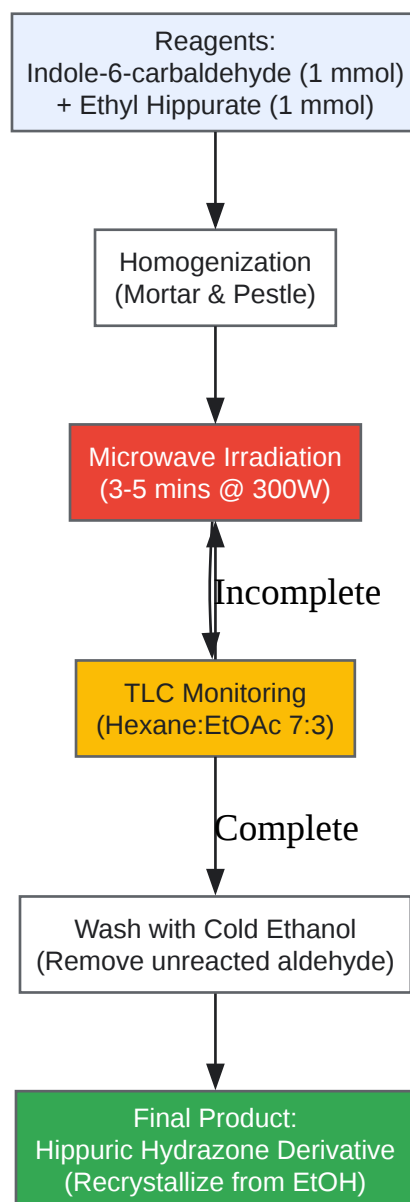 Reagents:
Indole-6-carbaldehyde (1 mmol)
+ Ethyl Hippurate (1 mmol)
Homogenization
(Mortar & Pestle)
Microwave Irradiation
(3-5 mins @ 300W)
Incomplete
TLC Monitoring
(Hexane:EtOAc 7:3)
Complete
Wash with Cold Ethanol
(Remove unreacted aldehyde)
Final Product:
Hippuric Hydrazone Derivative
(Recrystallize from EtOH)